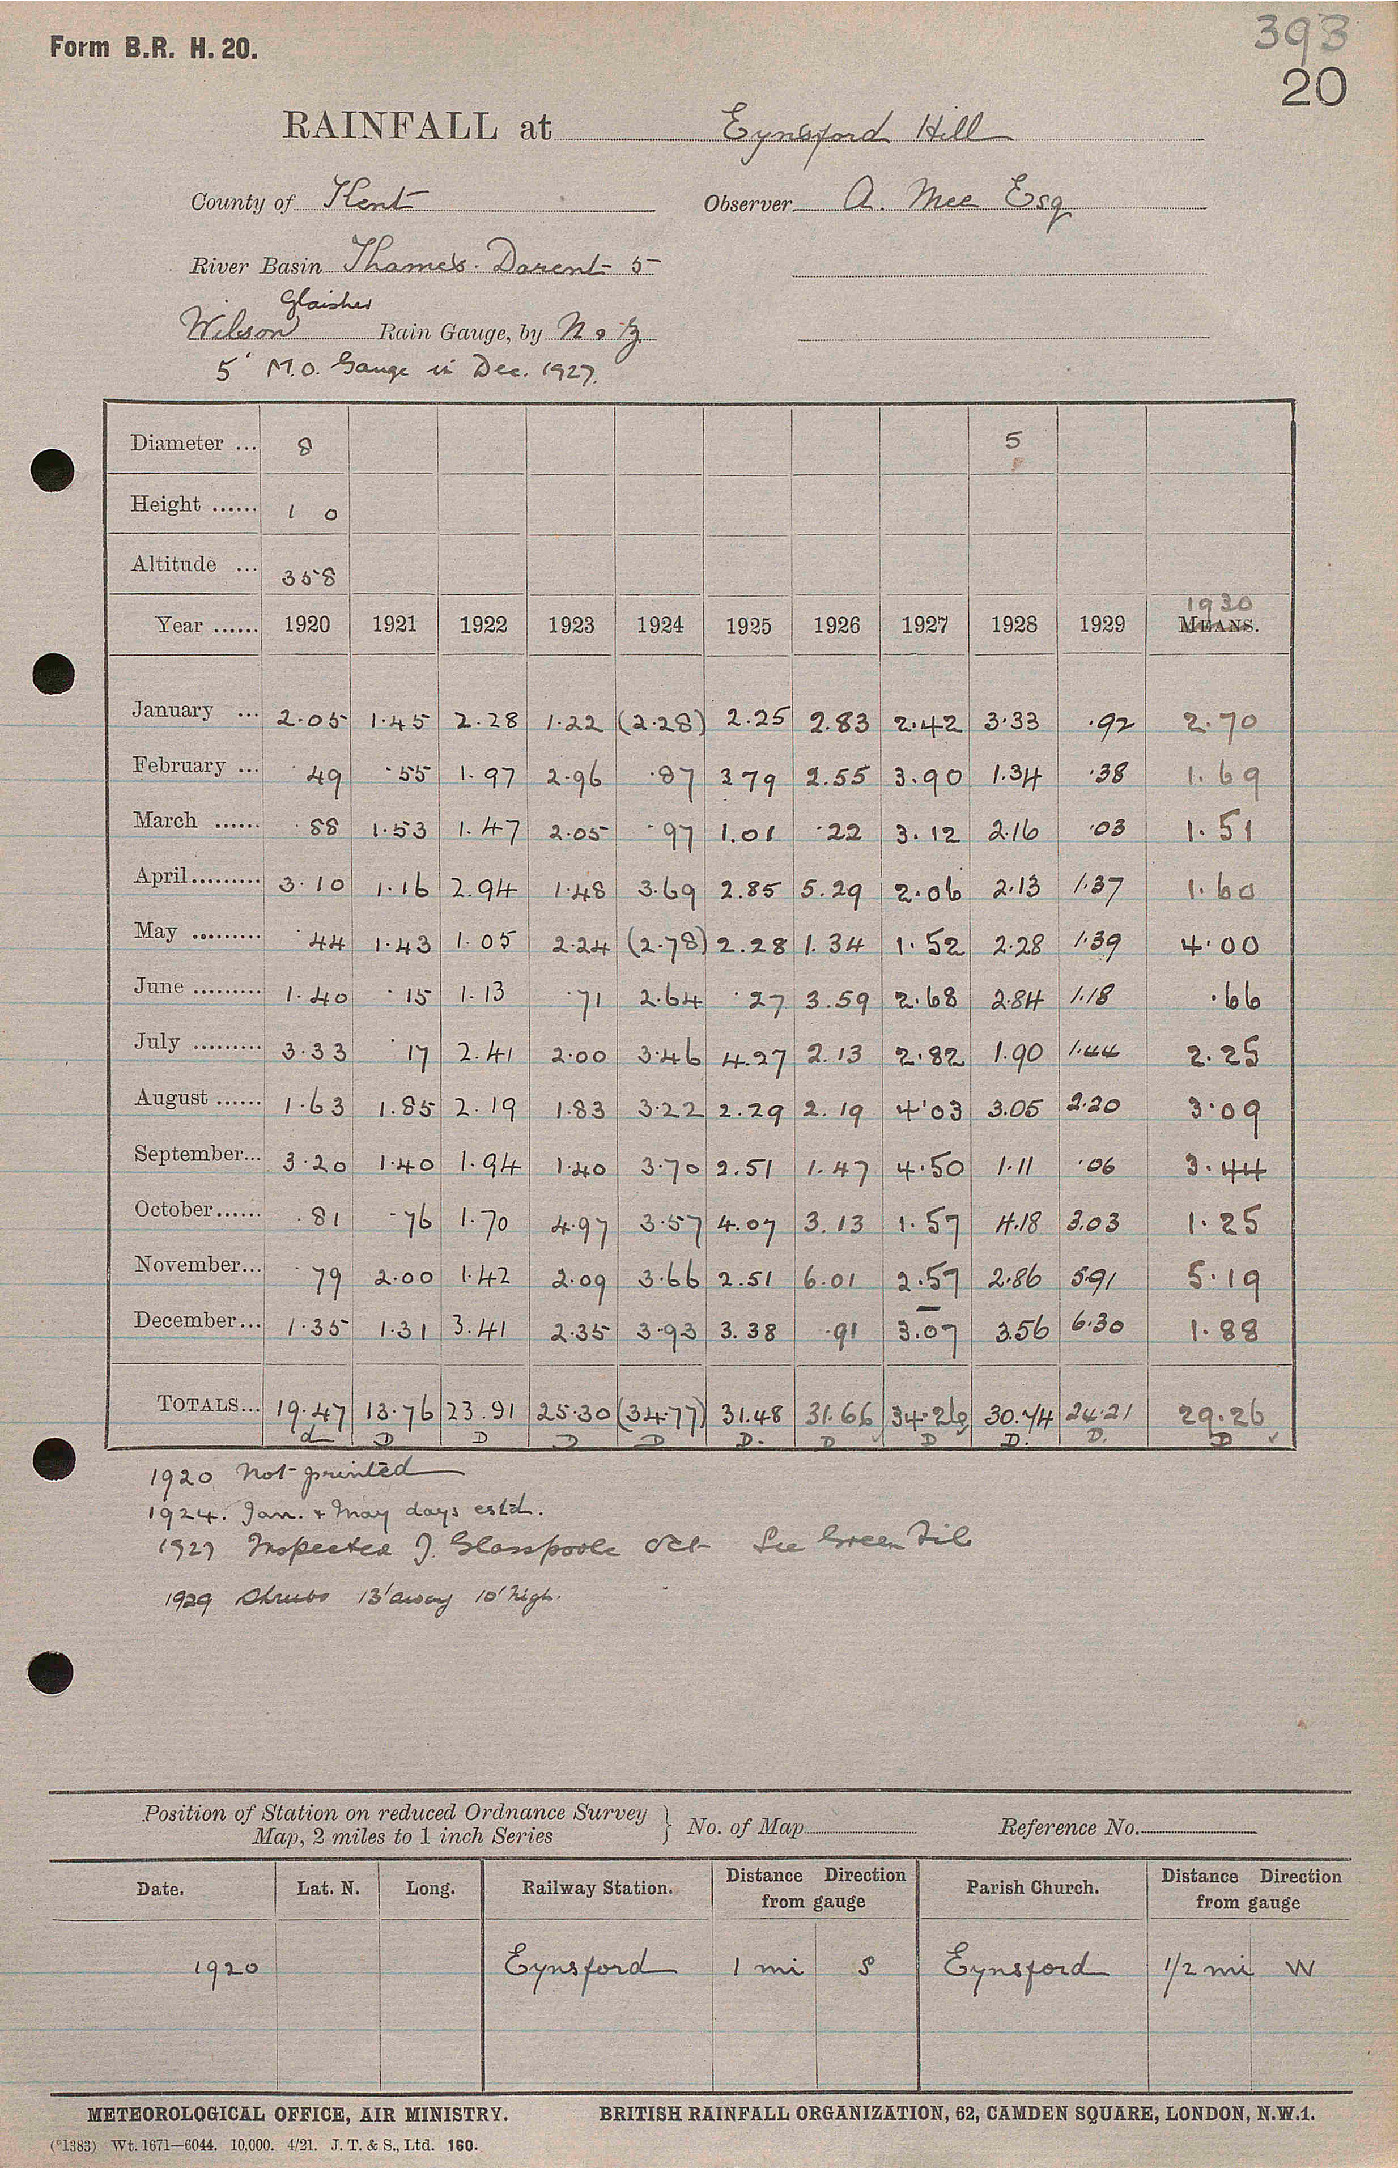 393
Form B.R. H. 20.
20
RAINFALL at Eynsford Hill
County of Kent Observer A. Mee Esq
River Basin Thames. Darent 5
Glaisher
Wilson Rain Gauge, by N & Z
5" M.O. Gauge in Dec. 1927.
Diameter ... 8 5
Height ...... 1 0
Altitude ... 358
1930
Year ...... 1920 1921 1922 1923 1924 1925 1926 1927 1928 1929 MEANS.
January ... 2.05 1.45 2.28 1.22 (2.28) 2.25 2.83 2.42 3.33 .92 2.70
February ... .49 .55 1.97 2.96 .87 3.79 2.55 3.90 1.34 .38 1.69
March ...... .88 1.53 1.47 2.05 .97 1.01 .22 3.12 2.16 .03 1.51
April......... 3.10 1.16 2.94 1.48 3.69 2.85 5.29 2.06 2.13 1.37 1.60
May ......... .44 1.43 1.05 2.24 (2.78) 2.28 1.34 1.52 2.28 1.39 4.00
June ......... 1.40 .15 1.13 .71 2.64 .27 3.59 2.68 2.84 1.18 .66
July ......... 3.33 .17 2.41 2.00 3.46 4.27 2.13 2.82 1.90 1.44 2.25
August ...... 1.63 1.85 2.19 1.83 3.22 2.29 2.19 4.03 3.05 2.20 3.09
September... 3.20 1.40 1.94 1.40 3.70 2.51 1.47 4.50 1.11 .06 3.44
October...... .81 .76 1.70 4.97 3.57 4.07 3.13 1.57 4.18 3.03 1.25
November... .79 2.00 1.42 2.09 3.66 2.51 6.01 2.57 2.86 5.91 5.19
December... 1.35 1.31 3.41 2.35 3.93 3.38 .91 3.07 3.56 6.30 1.88
TOTALS... 19.47 13.76 23.91 25.30 (34.77) 31.48 31.66 34.26 30.74 24.21 29.26
d D D D D D. D D D. D. D
1920 Not printed
1924. Jan. & May days est'd.
1927 Inspected J. Glasspoole Oct See Green File
1929 Shrubs 13' away 10' high.
Position of Station on reduced Ordnance Survey Map, 2 miles to 1 inch Series } No. of Map Reference No.
Date. Lat. N. Long. Railway Station. Distance Direction from gauge Parish Church. Distance Direction from gauge
1920 Eynsford 1 mi S Eynsford 1/2 mi W
METEOROLOGICAL OFFICE, AIR MINISTRY. BRITISH RAINFALL ORGANIZATION, 62, CAMDEN SQUARE, LONDON, N.W.1.
(*1383) Wt. 1671—6044. 10,000. 4/21. J. T. & S., Ltd. 160.